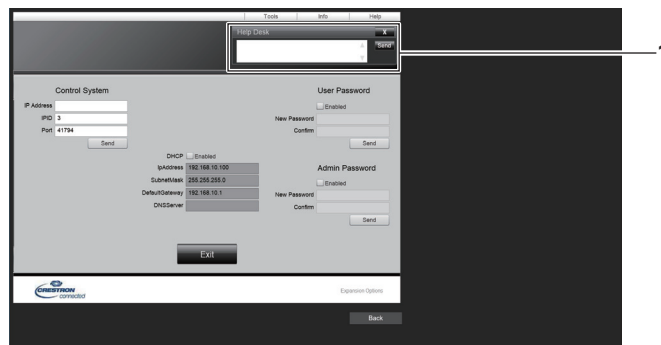 Tools Info Help
Help Desk X
Send
Control System
User Password
IP Address
Enabled
IPID 3
New Password
Port 41794
Confirm
Send
Send
DHCP Enabled
IpAddress 192.168.10.100
Admin Password
SubnetMask 255.255.255.0
Enabled
DefaultGateway 192.168.10.1
New Password
DNSServer
Confirm
Send
Exit
CRESTRON
connected
Expansion Options
Back